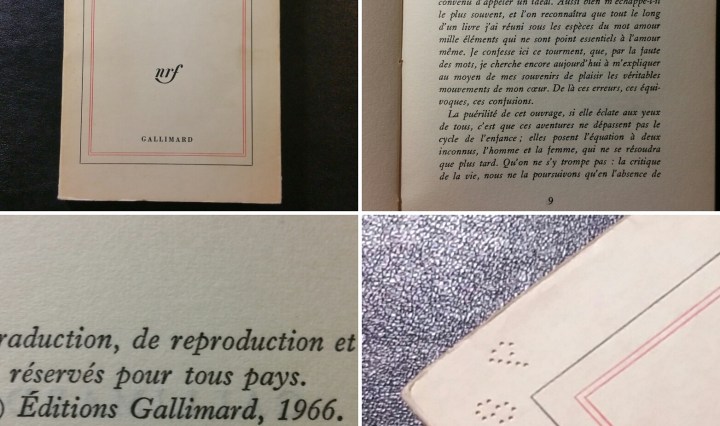 nrf
GALLIMARD
convenu d'appeler un idéal. Aussi bien m'échappe-t-il
le plus souvent, et l'on reconnaîtra que tout le long
d'un livre j'ai réuni sous les espèces du mot amour
mille éléments qui ne sont point essentiels à l'amour
même. Je confesse ici ce tourment, que, par la faute
des mots, je cherche encore aujourd'hui à m'expliquer
au moyen de mes souvenirs de plaisir les véritables
mouvements de mon cœur. De là ces erreurs, ces équi-
voques, ces confusions.
La puérilité de cet ouvrage, si elle éclate aux yeux
de tous, c'est que ces aventures ne dépassent pas le
cycle de l'enfance ; elles posent l'équation à deux
inconnus, l'homme et la femme, qui ne se résoudra
que plus tard. Qu'on ne s'y trompe pas : la critique
de la vie, nous ne la poursuivons qu'en l'absence de
9
raduction, de reproduction et
réservés pour tous pays.
) Éditions Gallimard, 1966.